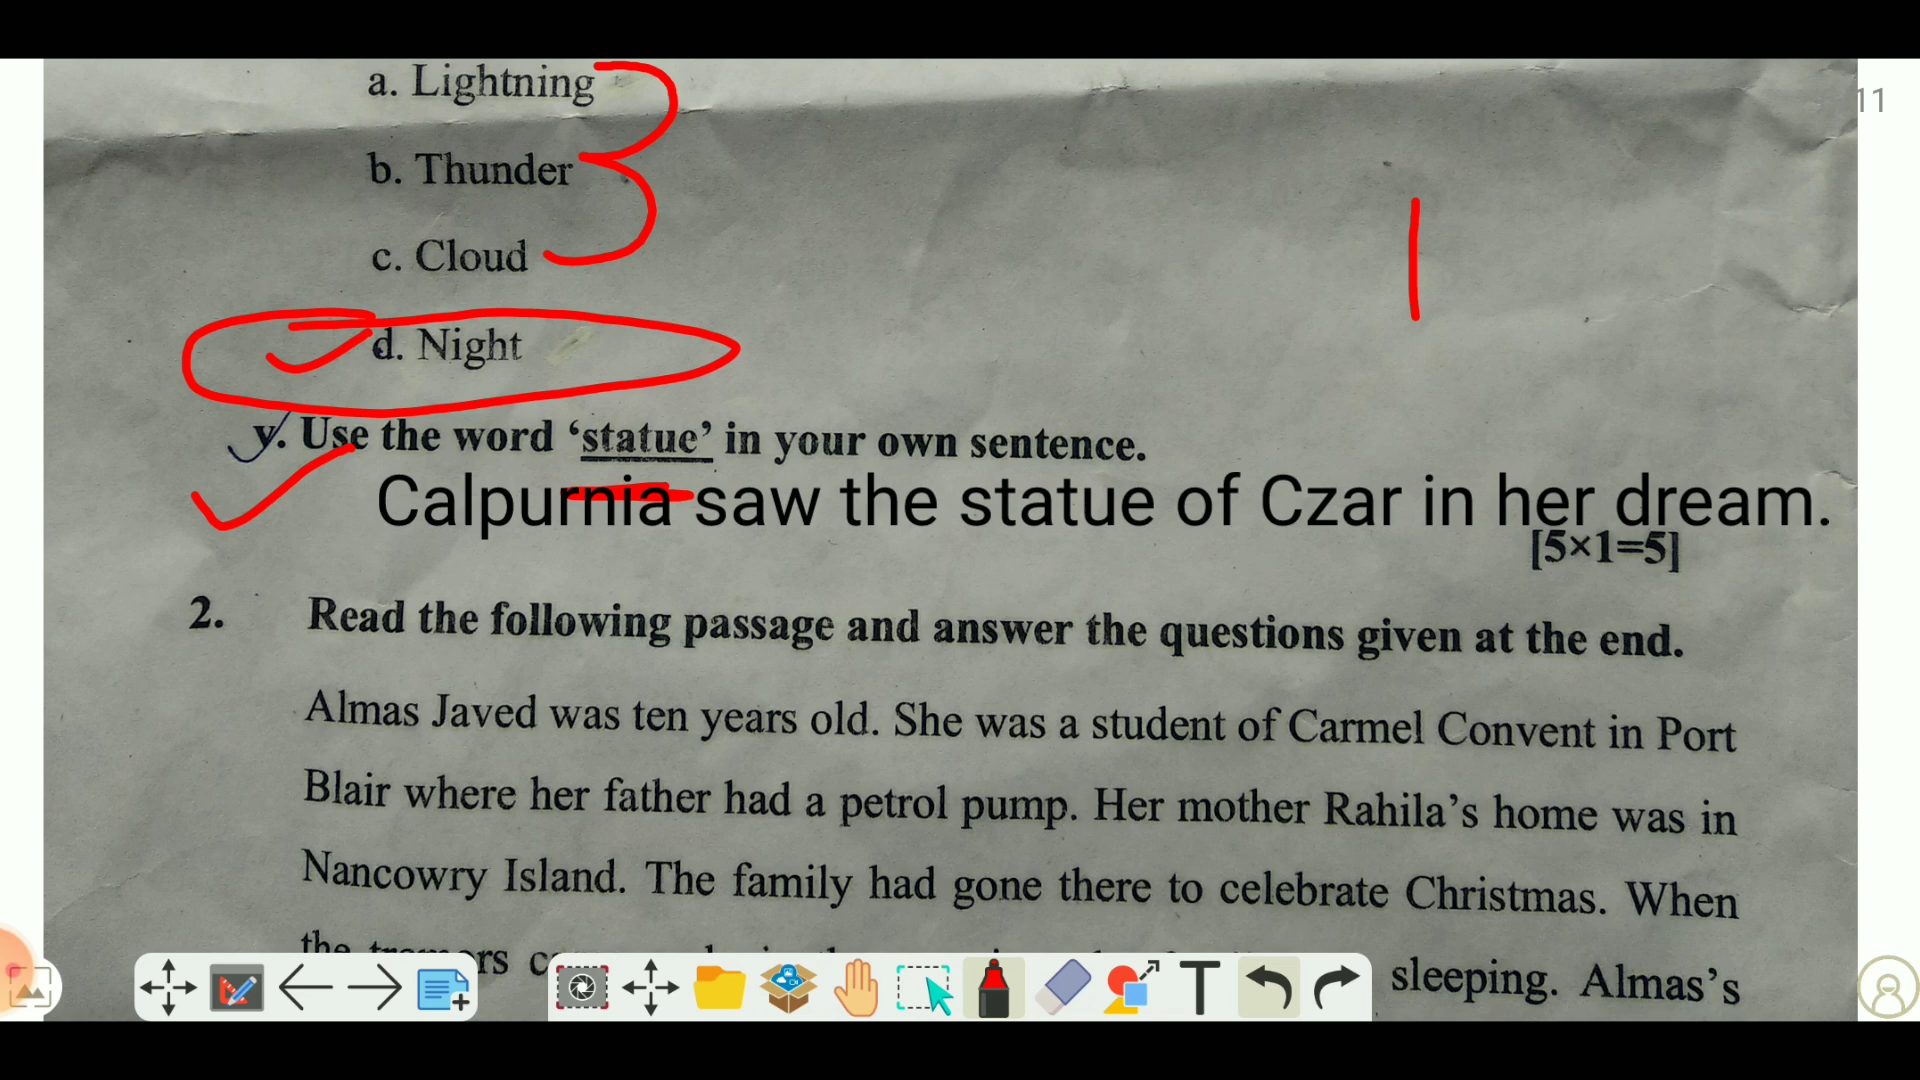 a. Lightning
11
b. Thunder
c. Cloud
d. Night
y. Use the word ‘statue’ in your own sentence.
Calpurnia saw the statue of Czar in her dream.
[5×1=5]
2. Read the following passage and answer the questions given at the end.
Almas Javed was ten years old. She was a student of Carmel Convent in Port
Blair where her father had a petrol pump. Her mother Rahila’s home was in
Nancowry Island. The family had gone there to celebrate Christmas. When
the sleeping. Almas’s
T